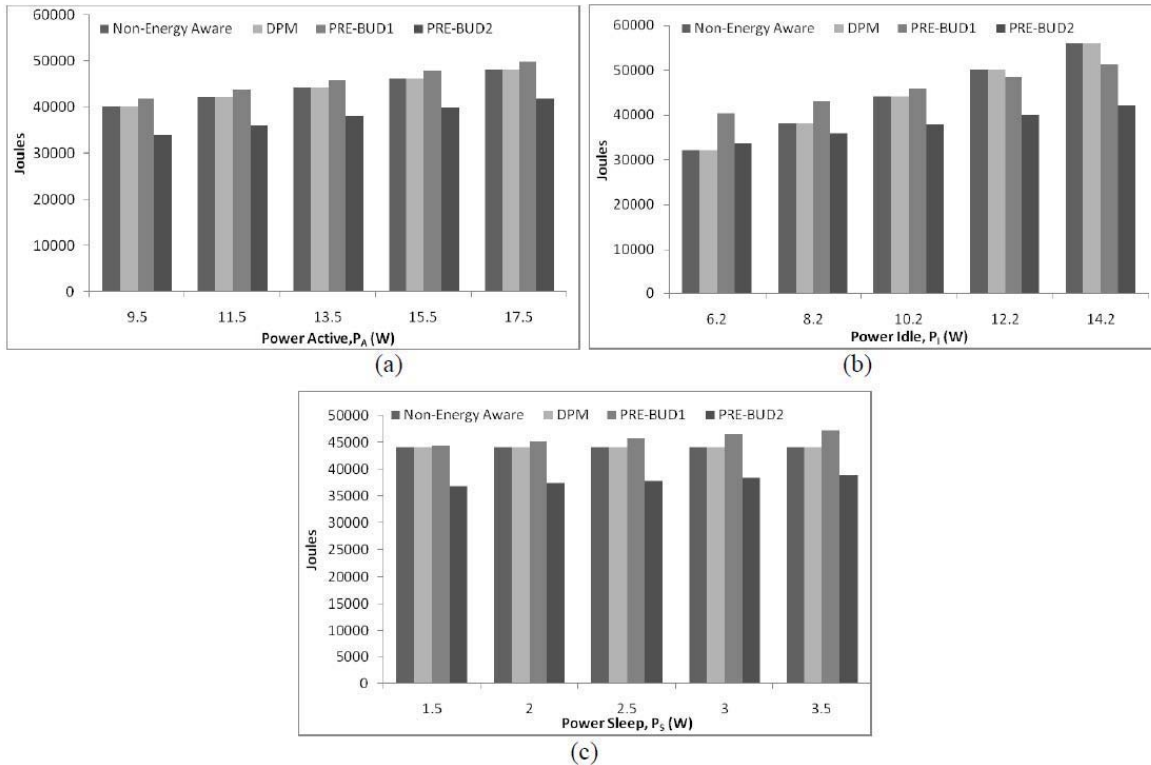 Non-Energy Aware DPM PRE-BUD1 PRE-BUD2
60000
50000
40000
30000
20000
10000
0
Joules
9.5 11.5 13.5 15.5 17.5
Power Active,P_A (W)
(a)
Non-Energy Aware DPM PRE-BUD1 PRE-BUD2
60000
50000
40000
30000
20000
10000
0
Joules
6.2 8.2 10.2 12.2 14.2
Power Idle, P_I (W)
(b)
Non-Energy Aware DPM PRE-BUD1 PRE-BUD2
50000
45000
40000
35000
30000
25000
20000
15000
10000
5000
0
Joules
1.5 2 2.5 3 3.5
Power Sleep, P_S (W)
(c)